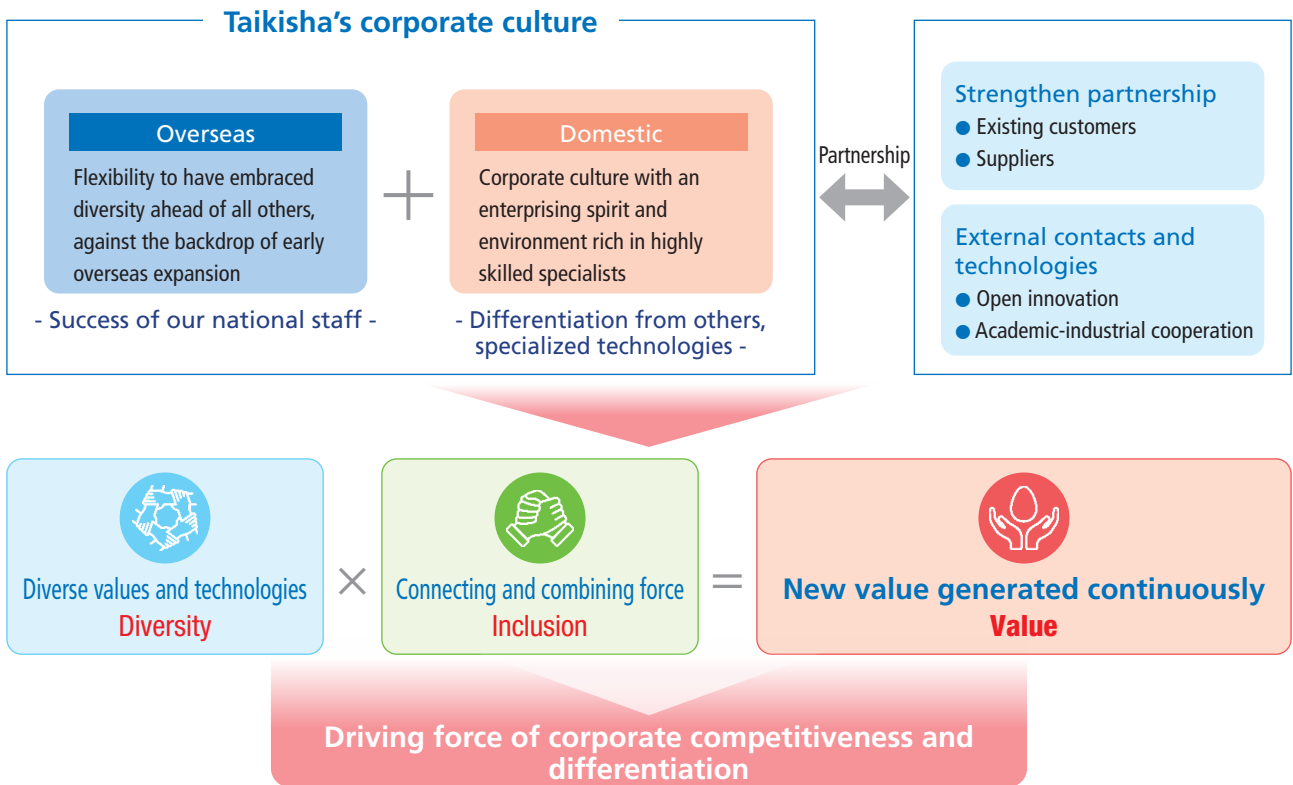 Taikisha’s corporate culture
Overseas
Flexibility to have embraced
diversity ahead of all others,
against the backdrop of early
overseas expansion
- Success of our national staff -
+
Domestic
Corporate culture with an
enterprising spirit and
environment rich in highly
skilled specialists
- Differentiation from others,
specialized technologies -
Partnership
Strengthen partnership
● Existing customers
● Suppliers
External contacts and
technologies
● Open innovation
● Academic-industrial cooperation
Diverse values and technologies
Diversity
×
Connecting and combining force
Inclusion
=
New value generated continuously
Value
Driving force of corporate competitiveness and
differentiation